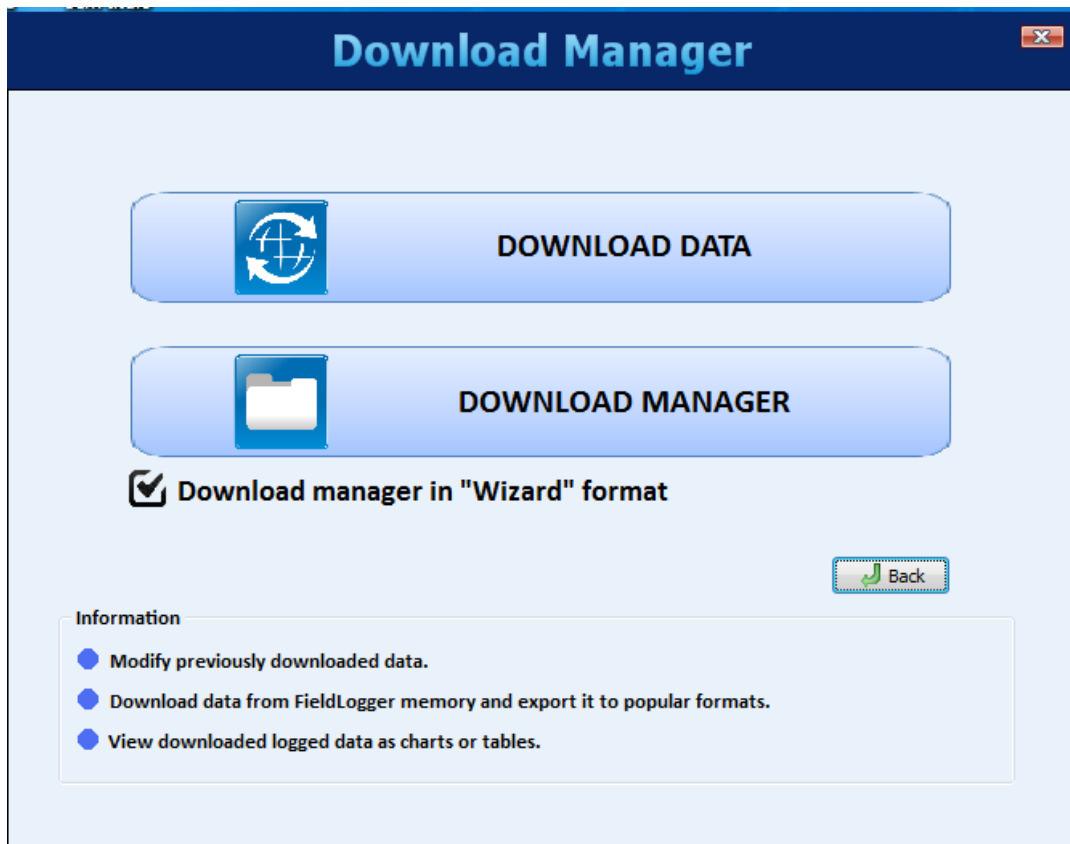 Download Manager
DOWNLOAD DATA
DOWNLOAD MANAGER
Download manager in "Wizard" format
Back
Information
Modify previously downloaded data.
Download data from FieldLogger memory and export it to popular formats.
View downloaded logged data as charts or tables.